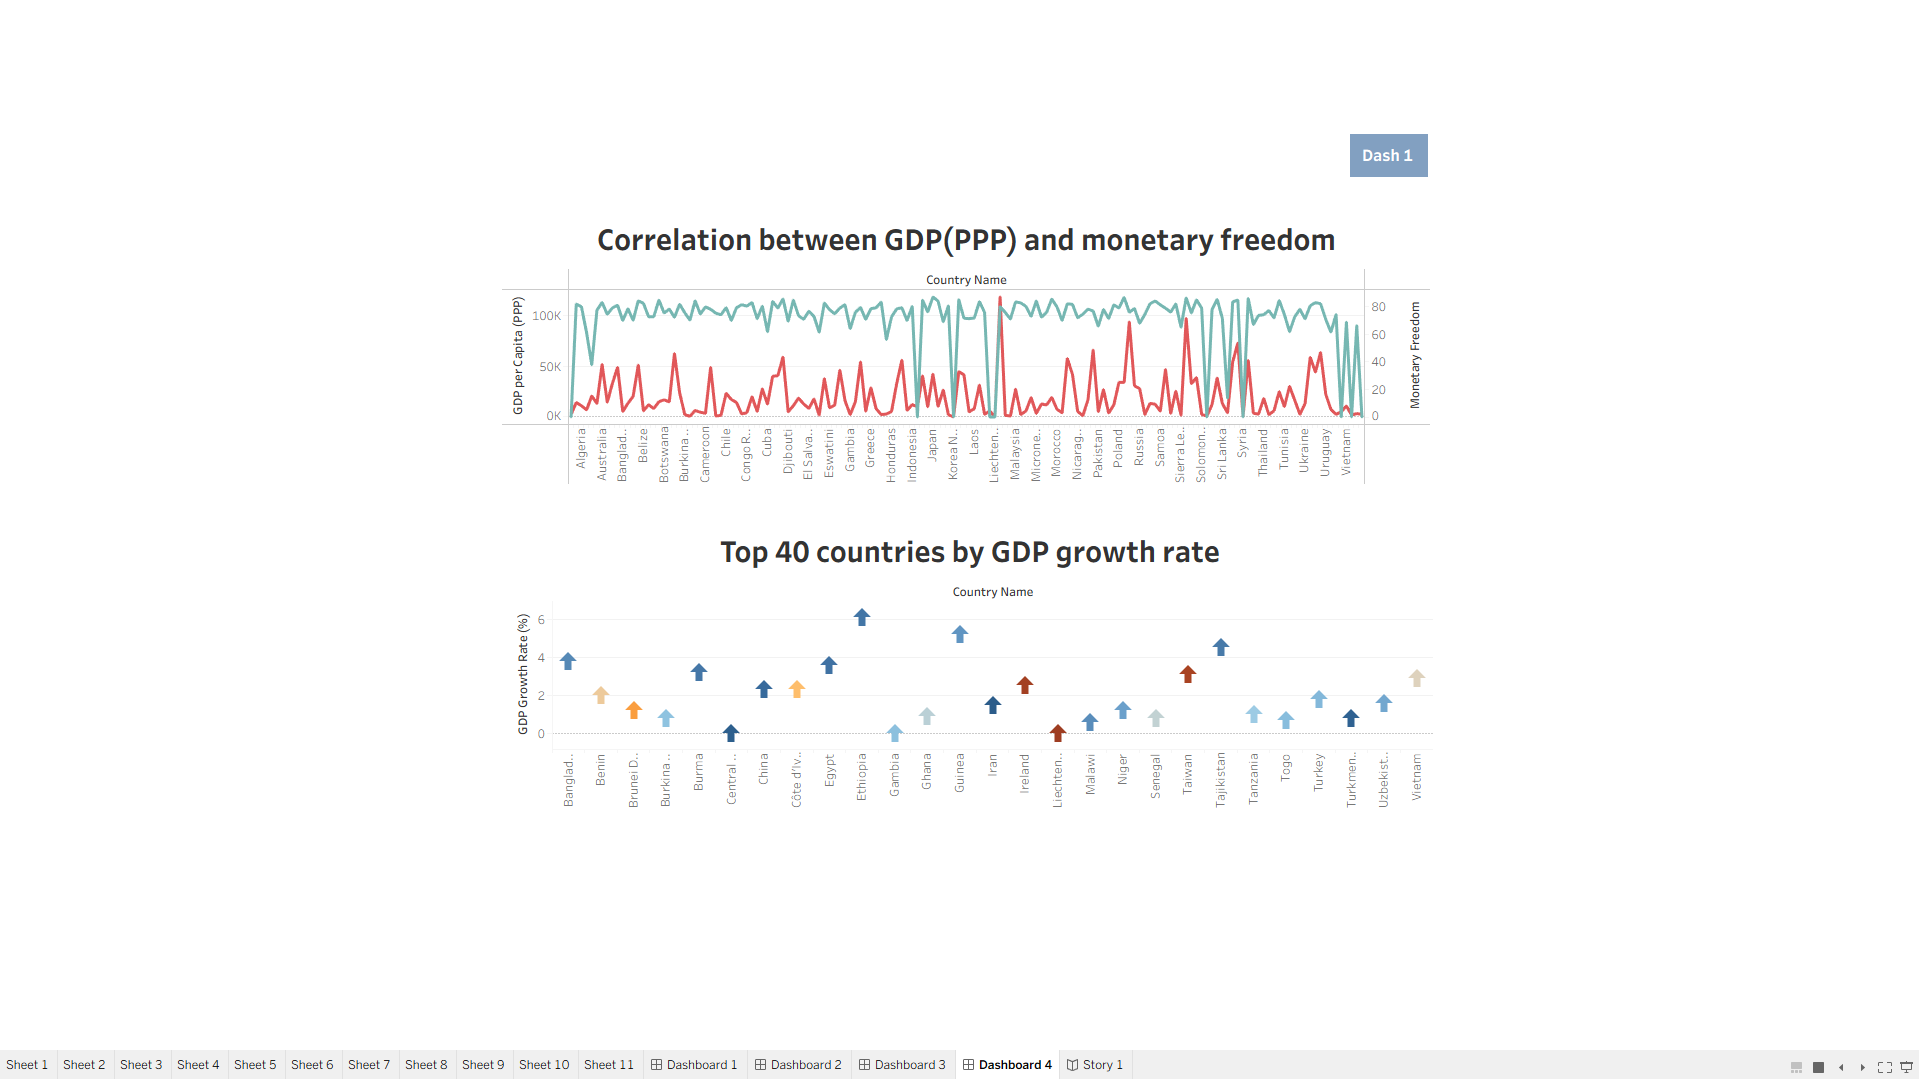 Dash 1
Correlation between GDP(PPP) and monetary freedom
Country Name
GDP per Capita (PPP)
100K
50K
0K
80
60
40
20
0
Monetary Freedom
Algeria
Australia
Banglad..
Belize
Botswana
Burkina ..
Cameroon
Chile
Congo R..
Cuba
Djibouti
El Salva..
Eswatini
Gambia
Greece
Honduras
Indonesia
Japan
Korea N..
Laos
Liechten..
Malaysia
Microne..
Morocco
Nicarag..
Pakistan
Poland
Russia
Samoa
Sierra Le..
Solomon..
Sri Lanka
Syria
Thailand
Tunisia
Ukraine
Uruguay
Vietnam
Top 40 countries by GDP growth rate
Country Name
GDP Growth Rate (%)
6
4
2
0
Banglad..
Benin
Brunei D..
Burkina ..
Burma
Central ..
China
Côte d'Iv..
Egypt
Ethiopia
Gambia
Ghana
Guinea
Iran
Ireland
Liechten..
Malawi
Niger
Senegal
Taiwan
Tajikistan
Tanzania
Togo
Turkey
Turkmen..
Uzbekist..
Vietnam
Sheet 1
Sheet 2
Sheet 3
Sheet 4
Sheet 5
Sheet 6
Sheet 7
Sheet 8
Sheet 9
Sheet 10
Sheet 11
Dashboard 1
Dashboard 2
Dashboard 3
Dashboard 4
Story 1